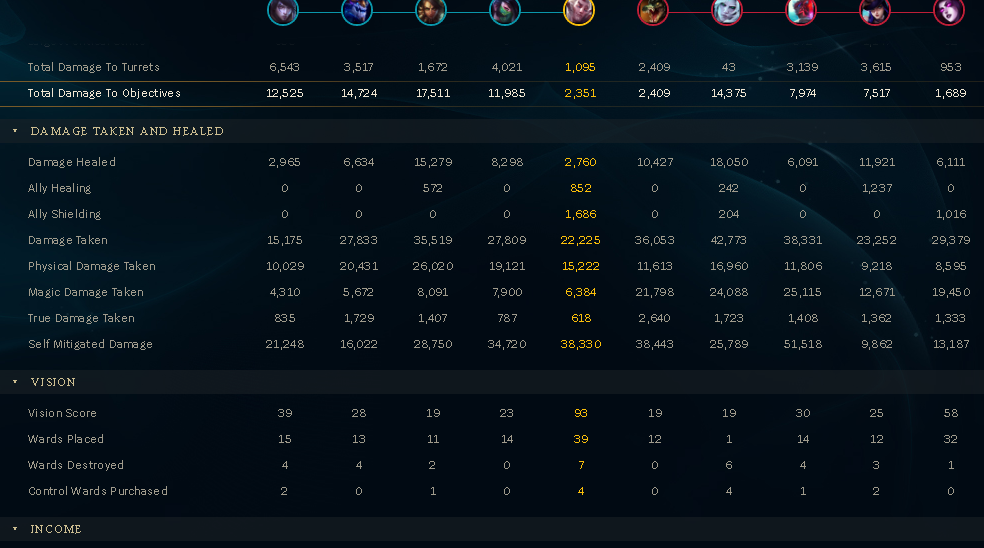 Total Damage To Turrets 6,543 3,517 1,672 4,021 1,095 2,409 43 3,139 3,615 953
Total Damage To Objectives 12,525 14,724 17,511 11,985 2,351 2,409 14,375 7,974 7,517 1,689
DAMAGE TAKEN AND HEALED
Damage Healed 2,965 6,634 15,279 8,298 2,760 10,427 18,050 6,091 11,921 6,111
Ally Healing 0 0 572 0 852 0 242 0 1,237 0
Ally Shielding 0 0 0 0 1,686 0 204 0 0 1,016
Damage Taken 15,175 27,833 35,519 27,809 22,225 36,053 42,773 38,331 23,252 29,379
Physical Damage Taken 10,029 20,431 26,020 19,121 15,222 11,613 16,960 11,806 9,218 8,595
Magic Damage Taken 4,310 5,672 8,091 7,900 6,384 21,798 24,088 25,115 12,671 19,450
True Damage Taken 835 1,729 1,407 787 618 2,640 1,723 1,408 1,362 1,333
Self Mitigated Damage 21,248 16,022 28,750 34,720 38,330 38,443 25,789 51,518 9,862 13,187
VISION
Vision Score 39 28 19 23 93 19 19 30 25 58
Wards Placed 15 13 11 14 39 12 1 14 12 32
Wards Destroyed 4 4 2 0 7 0 6 4 3 1
Control Wards Purchased 2 0 1 0 4 0 4 1 2 0
INCOME